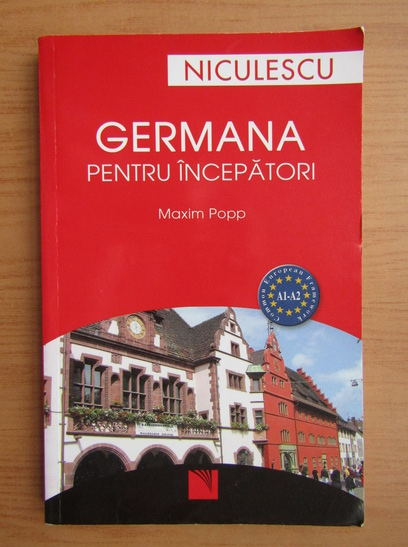 NICULESCU
GERMANA
PENTRU ÎNCEPĂTORI
Maxim Popp
Common European Framework
A1-A2